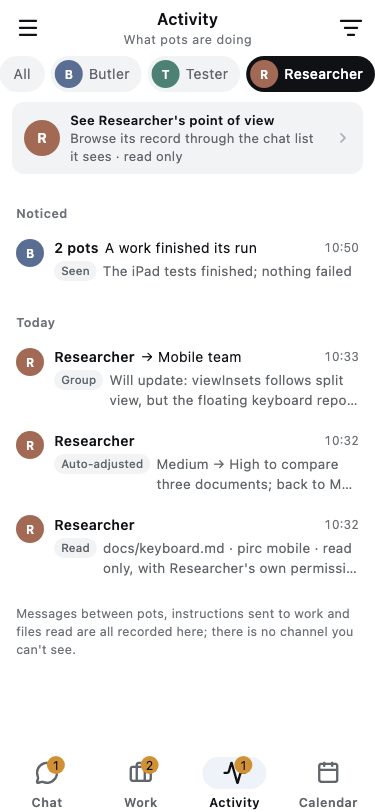 Activity
What pots are doing
All
B Butler
T Tester
R Researcher
R
See Researcher's point of view
Browse its record through the chat list
it sees · read only
Noticed
B
2 pots A work finished its run 10:50
Seen The iPad tests finished; nothing failed
Today
R
Researcher → Mobile team 10:33
Group Will update: viewInsets follows split
view, but the floating keyboard repo…
R
Researcher 10:32
Auto-adjusted Medium → High to compare
three documents; back to M…
R
Researcher 10:32
Read docs/keyboard.md · pirc mobile · read
only, with Researcher's own permissi…
Messages between pots, instructions sent to work and
files read are all recorded here; there is no channel you
can't see.
1 2 1
Chat Work Activity Calendar